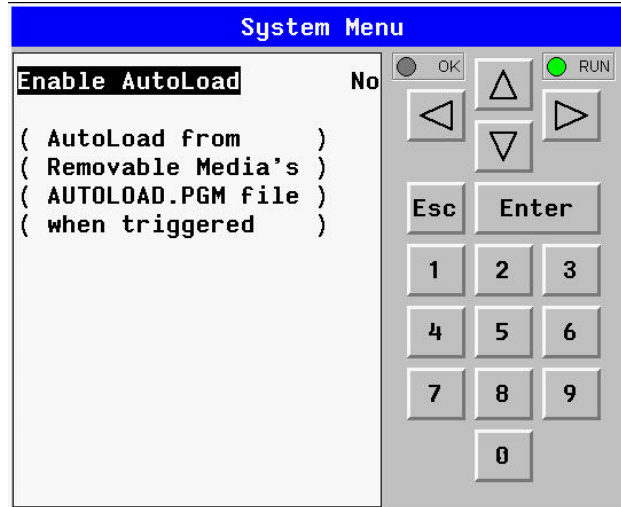 System Menu
Enable AutoLoad No
( AutoLoad from )
( Removable Media's )
( AUTOLOAD.PGM file )
( when triggered )
OK
RUN
Esc
Enter
1 2 3
4 5 6
7 8 9
0